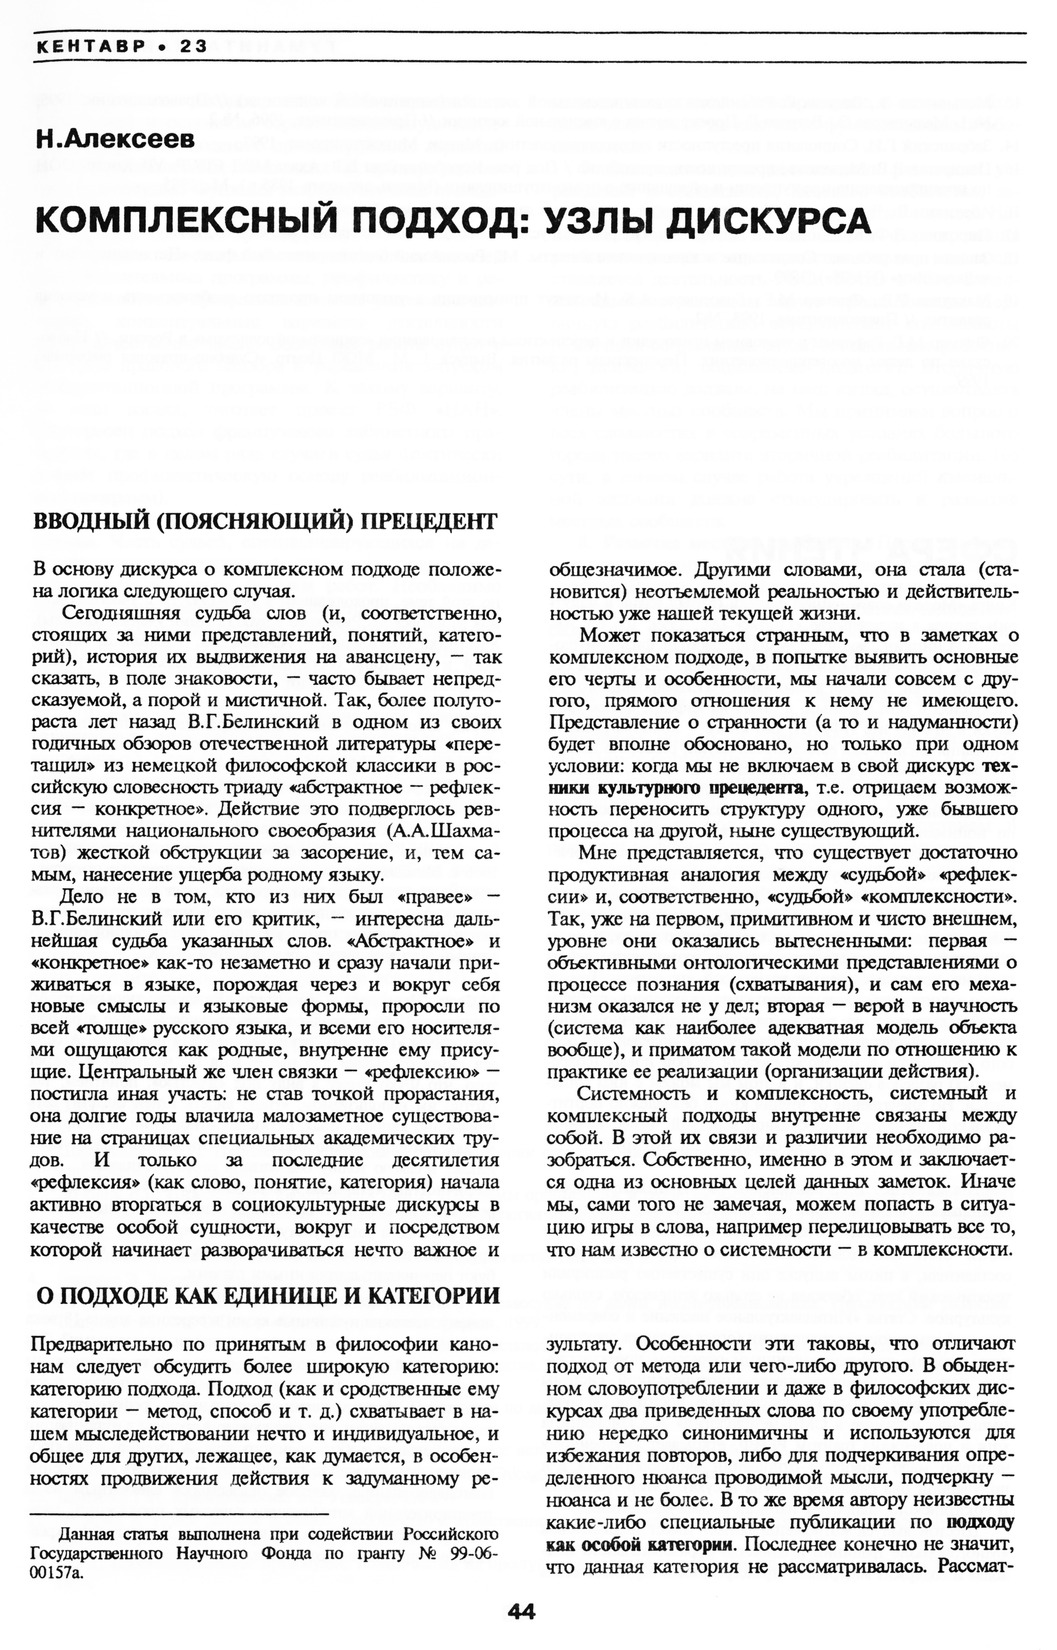 КЕНТАВР • 23
Н.Алексеев
КОМПЛЕКСНЫЙ ПОДХОД: УЗЛЫ ДИСКУРСА
ВВОДНЫЙ (ПОЯСНЯЮЩИЙ) ПРЕЦЕДЕНТ
В основу дискурса о комплексном подходе положе-
на логика следующего случая.
Сегодняшняя судьба слов (и, соответственно,
стоящих за ними представлений, понятий, катего-
рий), история их выдвижения на авансцену, — так
сказать, в поле знаковости, — часто бывает непред-
сказуемой, а порой и мистичной. Так, более полуто-
раста лет назад В.Г.Белинский в одном из своих
годичных обзоров отечественной литературы «пере-
тащил» из немецкой философской классики в рос-
сийскую словесность триаду «абстрактное — рефлек-
сия — конкретное». Действие это подверглось рев-
нителями национального своеобразия (А.А.Шахма-
тов) жесткой обструкции за засорение, и, тем са-
мым, нанесение ущерба родному языку.
Дело не в том, кто из них был «правее» —
В.Г.Белинский или его критик, — интересна даль-
нейшая судьба указанных слов. «Абстрактное» и
«конкретное» как-то незаметно и сразу начали при-
живаться в языке, порождая через и вокруг себя
новые смыслы и языковые формы, проросли по
всей «толще» русского языка, и всеми его носителя-
ми ощущаются как родные, внутренне ему прису-
щие. Центральный же член связки — «рефлексию» —
постигла иная участь: не став точкой прорастания,
она долгие годы влачила малозаметное существова-
ние на страницах специальных академических тру-
дов. И только за последние десятилетия
«рефлексия» (как слово, понятие, категория) начала
активно вторгаться в социокультурные дискурсы в
качестве особой сущности, вокруг и посредством
которой начинает разворачиваться нечто важное и
общезначимое. Другими словами, она стала (ста-
новится) неотъемлемой реальностью и действитель-
ностью уже нашей текущей жизни.
Может показаться странным, что в заметках о
комплексном подходе, в попытке выявить основные
его черты и особенности, мы начали совсем с дру-
гого, прямого отношения к нему не имеющего.
Представление о странности (а то и надуманности)
будет вполне обосновано, но только при одном
условии: когда мы не включаем в свой дискурс тех-
ники культурного прецедента, т.е. отрицаем возмож-
ность переносить структуру одного, уже бывшего
процесса на другой, ныне существующий.
Мне представляется, что существует достаточно
продуктивная аналогия между «судьбой» «рефлек-
сии» и, соответственно, «судьбой» «комплексности».
Так, уже на первом, примитивном и чисто внешнем,
уровне они оказались вытесненными: первая —
объективными онтологическими представлениями о
процессе познания (схватывания), и сам его меха-
низм оказался не у дел; вторая — верой в научность
(система как наиболее адекватная модель объекта
вообще), и приматом такой модели по отношению к
практике ее реализации (организации действия).
Системность и комплексность, системный и
комплексный подходы внутренне связаны между
собой. В этой их связи и различии необходимо ра-
зобраться. Собственно, именно в этом и заключает-
ся одна из основных целей данных заметок. Иначе
мы, сами того не замечая, можем попасть в ситуа-
цию игры в слова, например перелицовывать все то,
что нам известно о системности — в комплексности.
О ПОДХОДЕ КАК ЕДИНИЦЕ И КАТЕГОРИИ
Предварительно по принятым в философии кано-
нам следует обсудить более широкую категорию:
категорию подхода. Подход (как и сродственные ему
категории — метод, способ и т. д.) схватывает в на-
шем мыследействовании нечто и индивидуальное, и
общее для других, лежащее, как думается, в особен-
ностях продвижения действия к задуманному ре-
зультату. Особенности эти таковы, что отличают
подход от метода или чего-либо другого. В обыден-
ном словоупотреблении и даже в философских дис-
курсах два приведенных слова по своему употребле-
нию нередко синонимичны и используются для
избежания повторов, либо для подчеркивания опре-
деленного нюанса проводимой мысли, подчеркну —
нюанса и не более. В то же время автору неизвестны
какие-либо специальные публикации по подходу
как особой категории. Последнее конечно не значит,
что данная категория не рассматривалась. Рассмат-
Данная статья выполнена при содействии Российского
Государственного Научного Фонда по гранту № 99-06-
00157а.
44